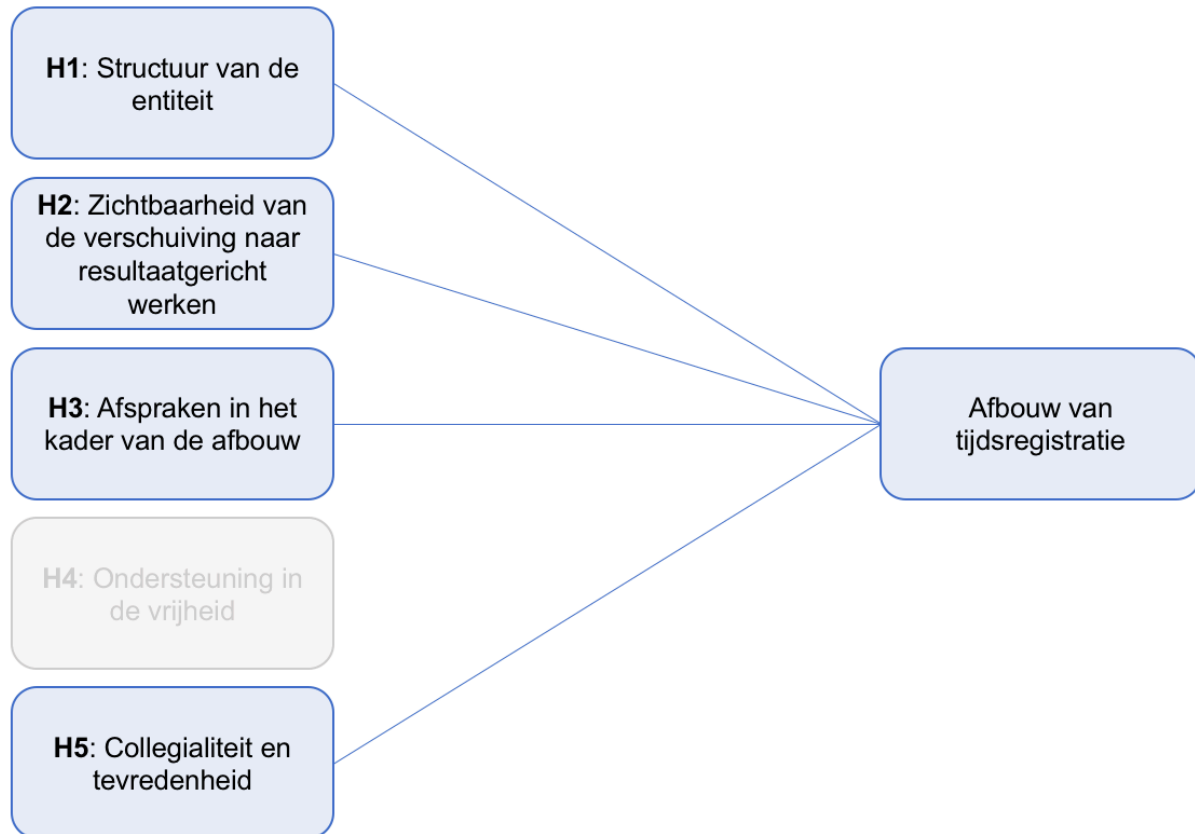 H1: Structuur van de
entiteit
H2: Zichtbaarheid van
de verschuiving naar
resultaatgericht
werken
H3: Afspraken in het
kader van de afbouw
Afbouw van
tijdsregistratie
H4: Ondersteuning in
de vrijheid
H5: Collegialiteit en
tevredenheid